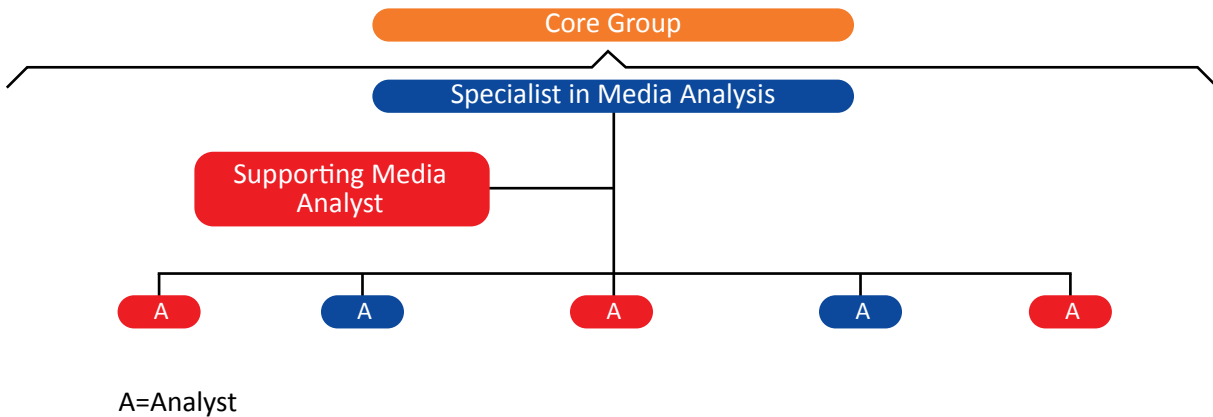 Core Group
Specialist in Media Analysis
Supporting Media
Analyst
A
A
A
A
A
A=Analyst